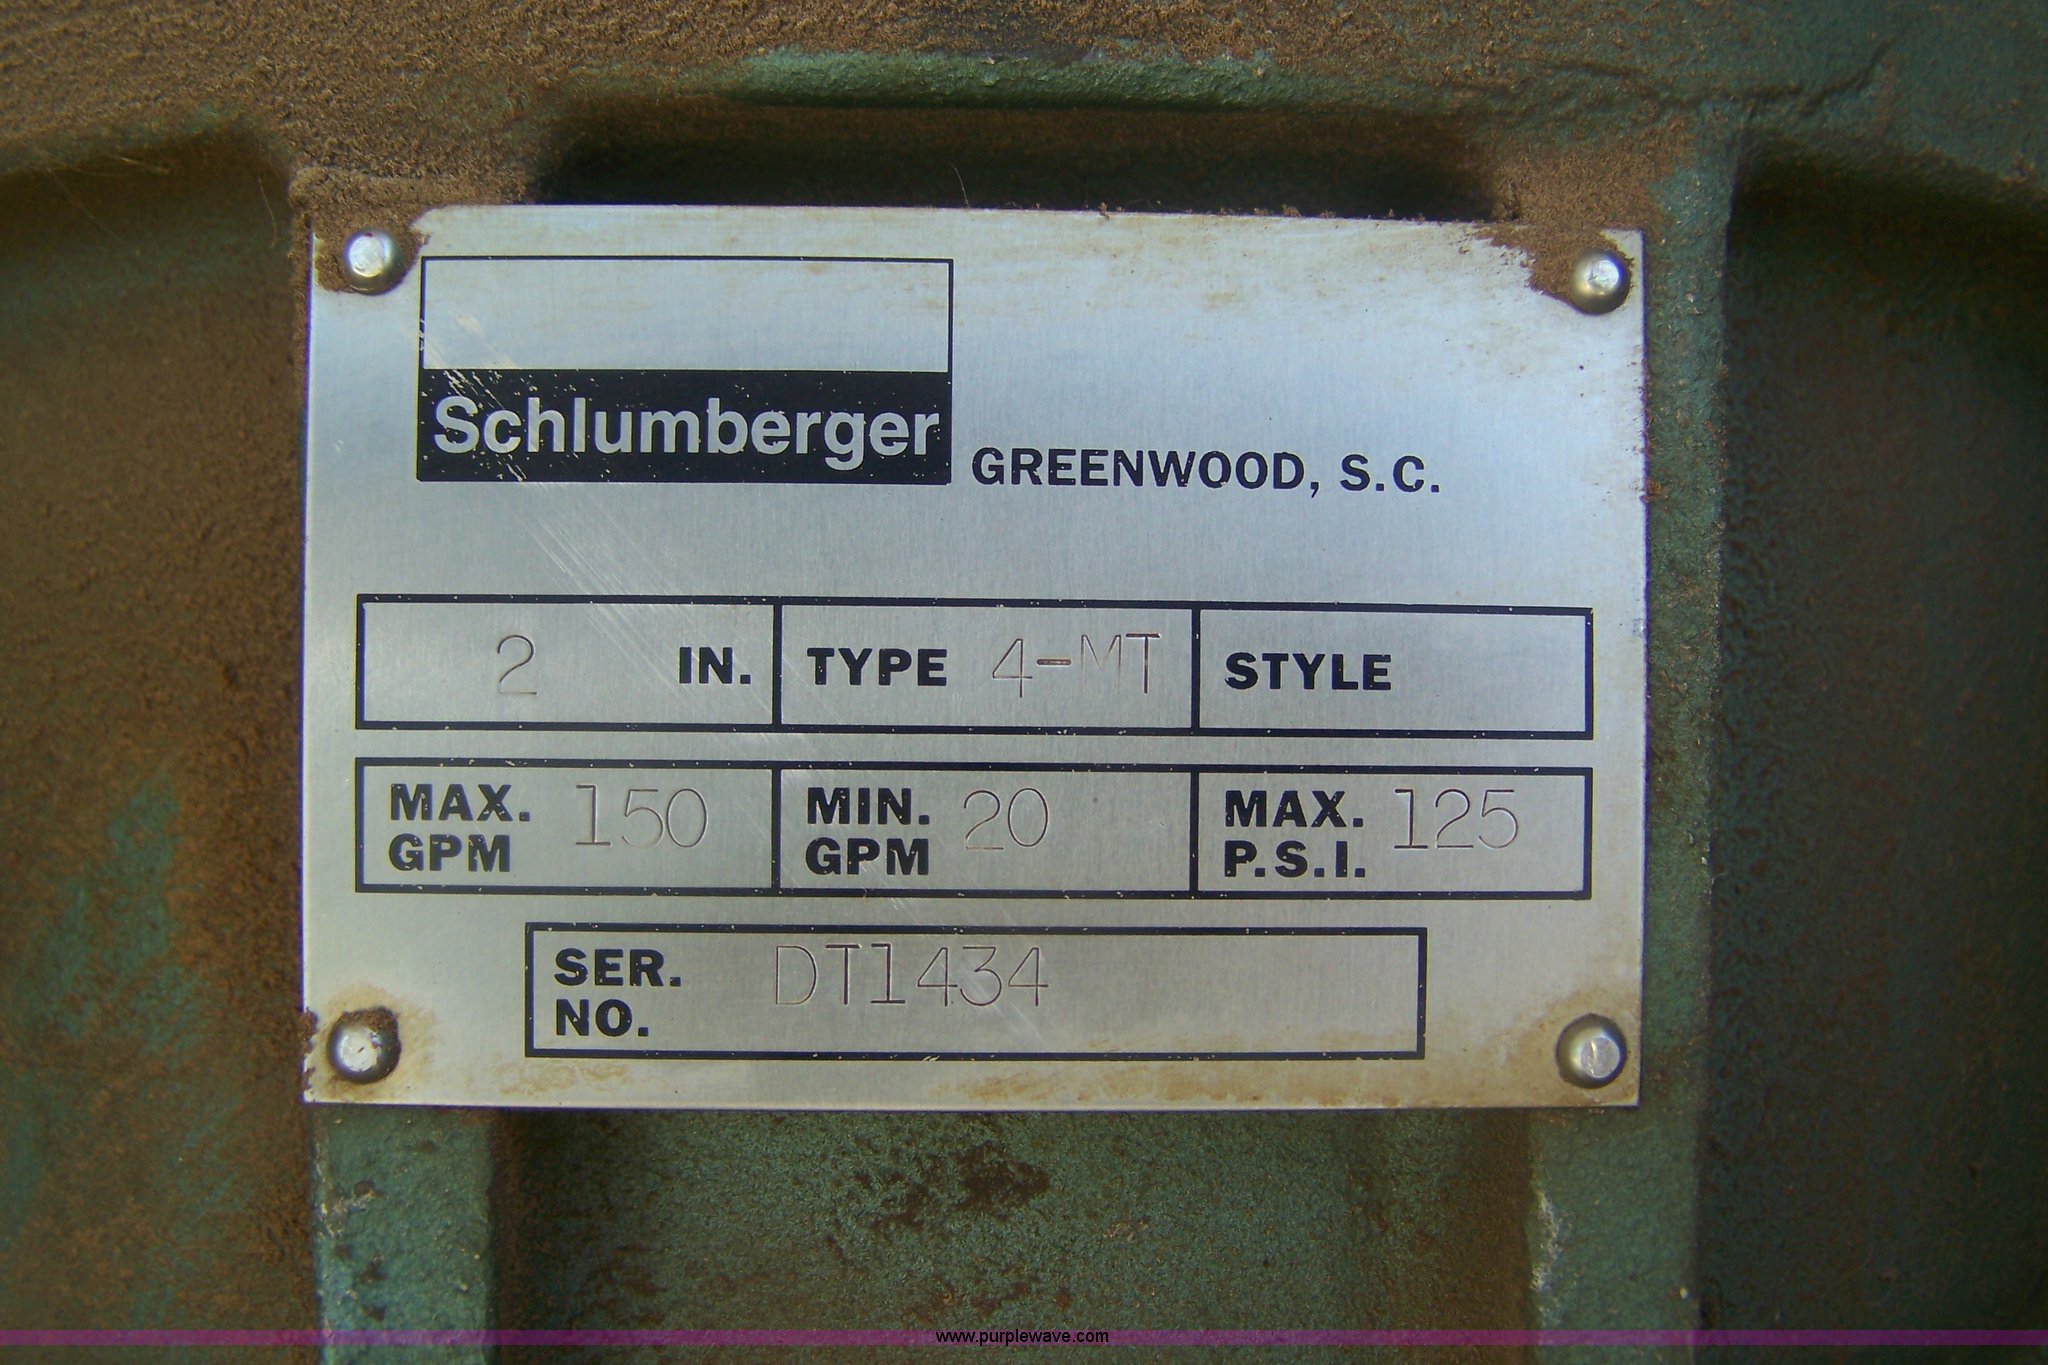 Schlumberger
GREENWOOD, S.C.
2 IN. TYPE 4-MT STYLE
MAX. GPM 150
MIN. GPM 20
MAX. P.S.I. 125
SER. NO. DT1434
www.purplewave.com